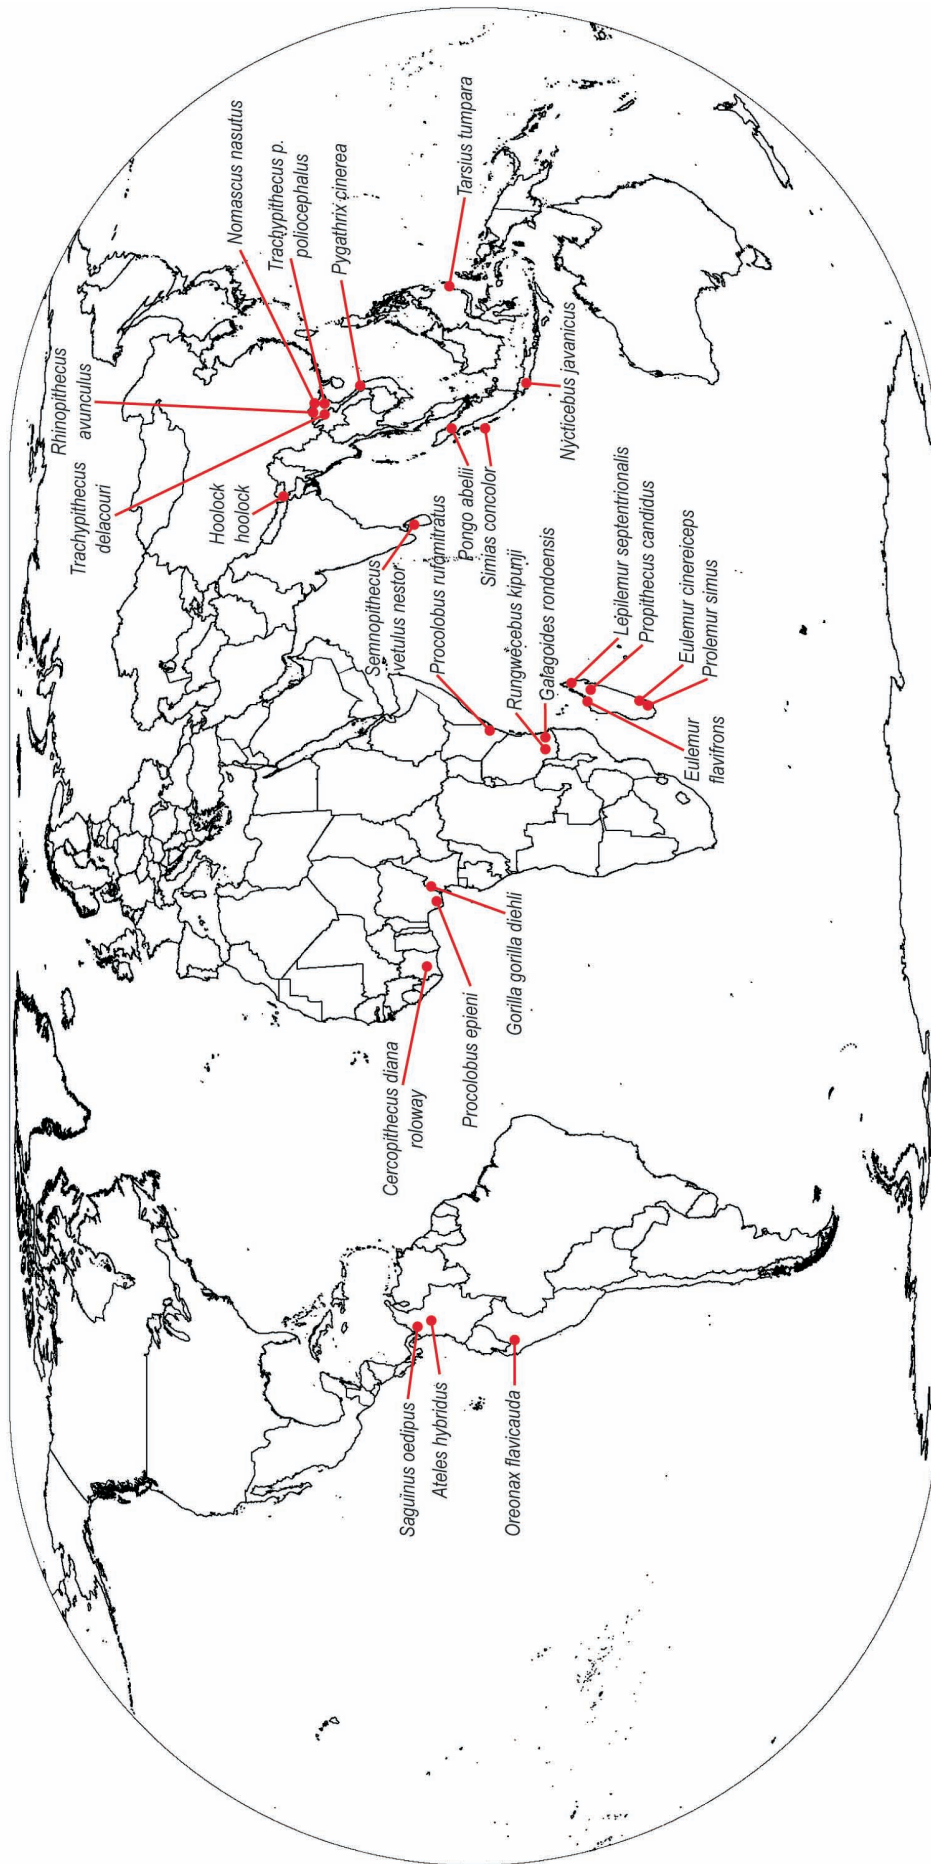 Saguinus oedipus
Ateles hybridus
Oreonax flavicauda
Cercopithecus diana
roloway
Procolobus epieni
Gorilla gorilla diehli
Semnopithecus
vetulus nestor
Procolobus rufomitratus
Rungwecebus kipunji
Galagoides rondoensis
Eulemur
flavifrons
Lepilemur septentrionalis
Propithecus candidus
Eulemur cinereiceps
Prolemur simus
Trachypithecus
delacouri
Hoolock
hoolock
Rhinopithecus
avunculus
Nomascus nasutus
Trachypithecus p.
poliocephalus
Pygathrix cinerea
Pongo abelii
Simias concolor
Nycticebus javanicus
Tarsius tumpara